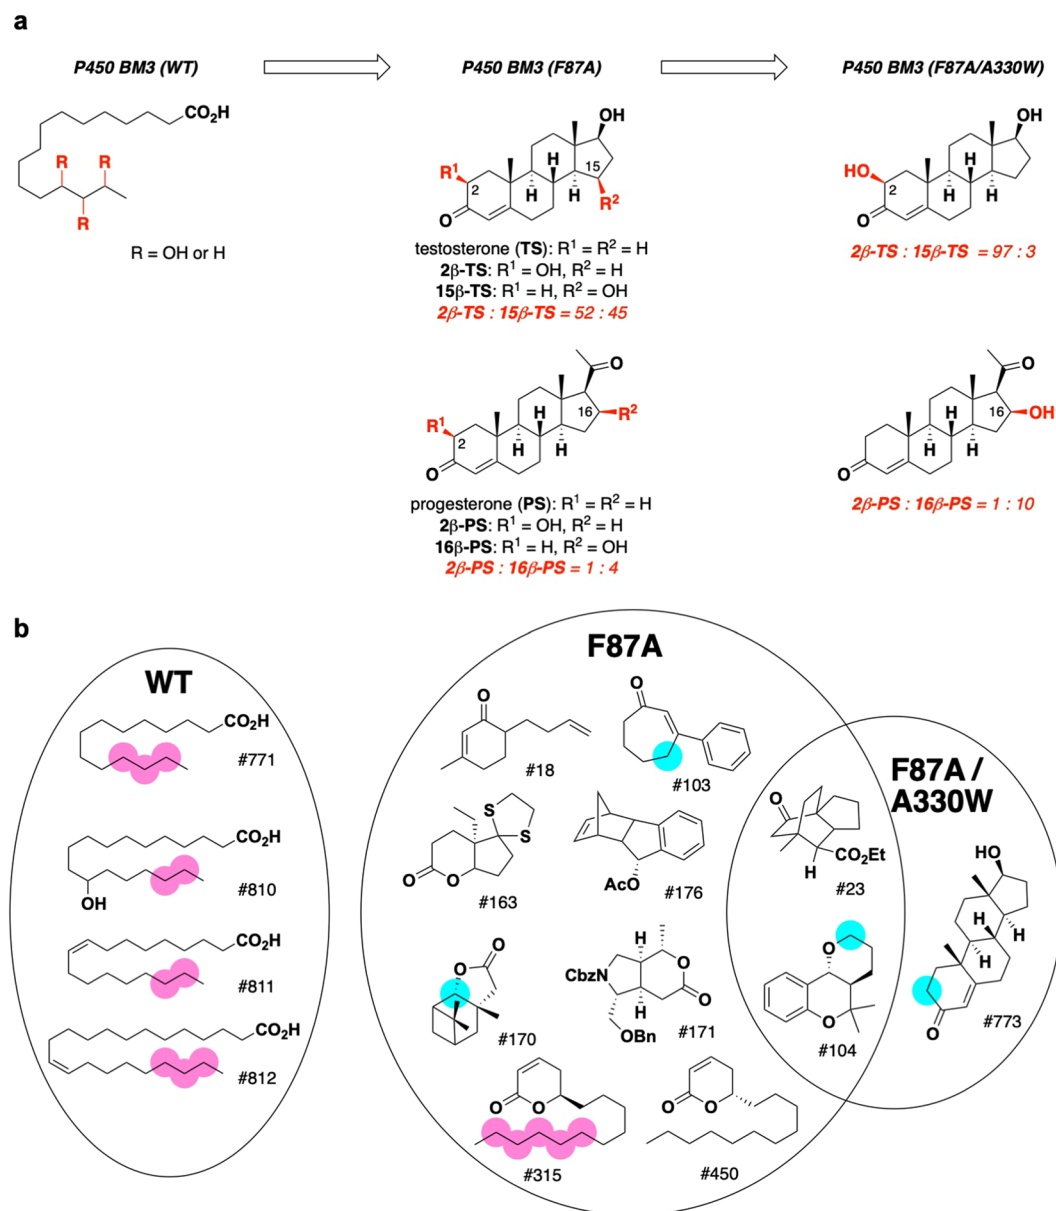 a
P450 BM3 (WT)
P450 BM3 (F87A)
P450 BM3 (F87A/A330W)
CO₂H
R
R
R
R = OH or H
OH
R¹
2
15
H
H
H
O
R²
testosterone (TS): R¹ = R² = H
2β-TS: R¹ = OH, R² = H
15β-TS: R¹ = H, R² = OH
2β-TS : 15β-TS = 52 : 45
OH
HO
2
H
H
H
O
2β-TS : 15β-TS = 97 : 3
O
R¹
2
16
R²
H
H
H
O
progesterone (PS): R¹ = R² = H
2β-PS: R¹ = OH, R² = H
16β-PS: R¹ = H, R² = OH
2β-PS : 16β-PS = 1 : 4
O
16
OH
H
H
H
O
2β-PS : 16β-PS = 1 : 10
b
WT
CO₂H
#771
CO₂H
OH
#810
CO₂H
#811
CO₂H
#812
F87A
O
#18
O
#103
S
S
O
O
#163
AcO
#176
O
O
#170
H
CbzN
O
O
H
OBn
#171
O
O
#315
O
O
#450
O
CO₂Et
H
#23
O
O
#104
F87A /
A330W
HO
H
H
H
O
#773